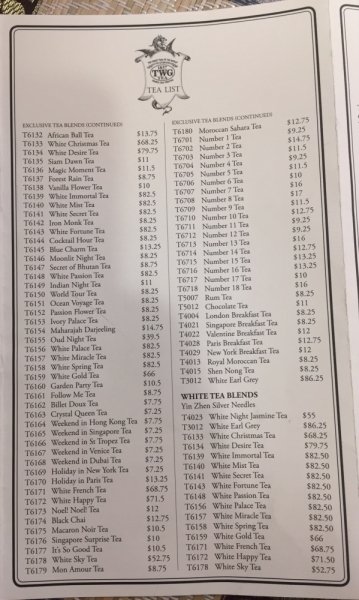 TWG
TEA LIST
EXCLUSIVE TEA BLENDS (CONTINUED)
T6132 African Ball Tea $13.75
T6133 White Christmas Tea $68.25
T6134 White Desire Tea $79.75
T6135 Siam Dawn Tea $11
T6136 Magic Moment Tea $11.5
T6137 Forest Rain Tea $8.75
T6138 Vanilla Flower Tea $10
T6139 White Immortal Tea $82.5
T6140 White Mist Tea $82.5
T6141 White Secret Tea $82.5
T6142 Iron Monk Tea $8.25
T6143 White Fortune Tea $82.5
T6144 Cocktail Hour Tea $8.25
T6145 Blue Charm Tea $13.25
T6146 Moonlit Night Tea $8.25
T6147 Secret of Bhutan Tea $8.75
T6148 White Passion Tea $82.5
T6149 Indian Night Tea $11
T6150 World Tour Tea $8.25
T6151 Ocean Voyage Tea $8.25
T6152 Passion Flower Tea $8.25
T6153 Ivory Palace Tea $8.25
T6154 Maharajah Darjeeling $14.75
T6155 Oud Night Tea $39.5
T6156 White Palace Tea $82.5
T6157 White Miracle Tea $82.5
T6158 White Spring Tea $82.5
T6159 White Gold Tea $66
T6160 Garden Party Tea $10.5
T6161 Follow Me Tea $8.75
T6162 Billet Doux Tea $7.75
T6163 Crystal Queen Tea $7.25
T6164 Weekend in Hong Kong Tea $7.75
T6165 Weekend in Singapore Tea $7.25
T6166 Weekend in St Tropez Tea $7.75
T6167 Weekend in Venice Tea $7.25
T6168 Weekend in Dubai Tea $7.25
T6169 Holiday in New York Tea $7.25
T6170 Holiday in Paris Tea $13.25
T6171 White French Tea $68.75
T6172 White Happy Tea $71.5
T6173 Noel! Noel! Tea $12
T6174 Black Chai $12.75
T6175 Macaron Noir Tea $10.5
T6176 Singapore Surprise Tea $10
T6177 It's So Good Tea $10.5
T6178 White Sky Tea $52.75
T6179 Mon Amour Tea $8.75
EXCLUSIVE TEA BLENDS (CONTINUED)
T6180 Moroccan Sahara Tea $12.75
T6701 Number 1 Tea $9.25
T6702 Number 2 Tea $14.75
T6703 Number 3 Tea $11.5
T6704 Number 4 Tea $9.25
T6705 Number 5 Tea $11.5
T6706 Number 6 Tea $10
T6707 Number 7 Tea $16
T6708 Number 8 Tea $17
T6709 Number 9 Tea $11.5
T6710 Number 10 Tea $12.75
T6711 Number 11 Tea $9.25
T6712 Number 12 Tea $9.25
T6713 Number 13 Tea $16
T6714 Number 14 Tea $12.75
T6715 Number 15 Tea $13.25
T6716 Number 16 Tea $13.25
T6717 Number 17 Tea $10
T6718 Number 18 Tea $16
T5007 Rum Tea $8.25
T5012 Chocolate Tea $11
T4004 London Breakfast Tea $8.25
T4021 Singapore Breakfast Tea $8.25
T4022 Valentine Breakfast Tea $12
T4028 Paris Breakfast Tea $12.75
T4029 New York Breakfast Tea $12
T4013 Royal Moroccan Tea $8.25
T4015 Shen Nong Tea $8.25
T3012 White Earl Grey $86.25
WHITE TEA BLENDS
Yin Zhen Silver Needles
T4023 White Night Jasmine Tea $55
T3012 White Earl Grey $86.25
T6133 White Christmas Tea $68.25
T6134 White Desire Tea $79.75
T6139 White Immortal Tea $82.50
T6140 White Mist Tea $82.50
T6141 White Secret Tea $82.50
T6143 White Fortune Tea $82.50
T6148 White Passion Tea $82.50
T6156 White Palace Tea $82.50
T6157 White Miracle Tea $82.50
T6158 White Spring Tea $82.50
T6159 White Gold Tea $66
T6171 White French Tea $68.75
T6172 White Happy Tea $71.50
T6178 White Sky Tea $52.75